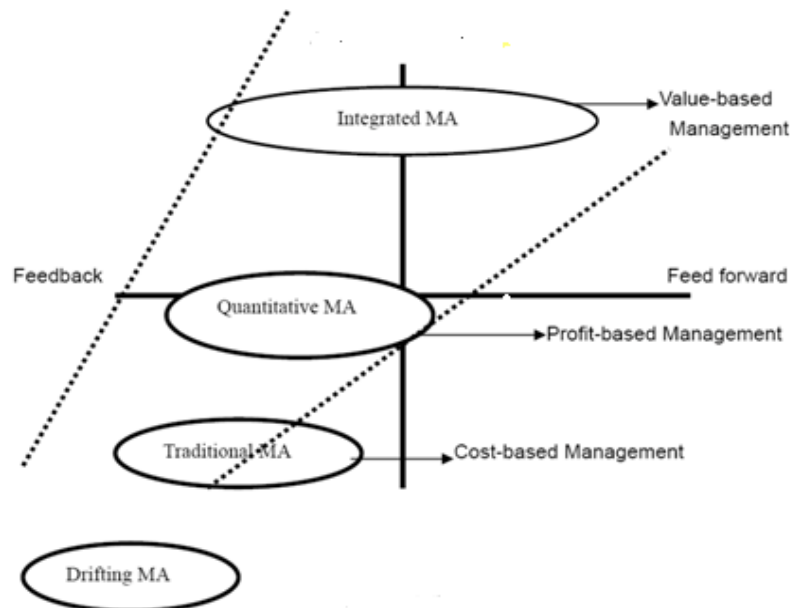 Integrated MA
Value-based
Management
Feedback
Feed forward
Quantitative MA
Profit-based Management
Traditional MA
Cost-based Management
Drifting MA